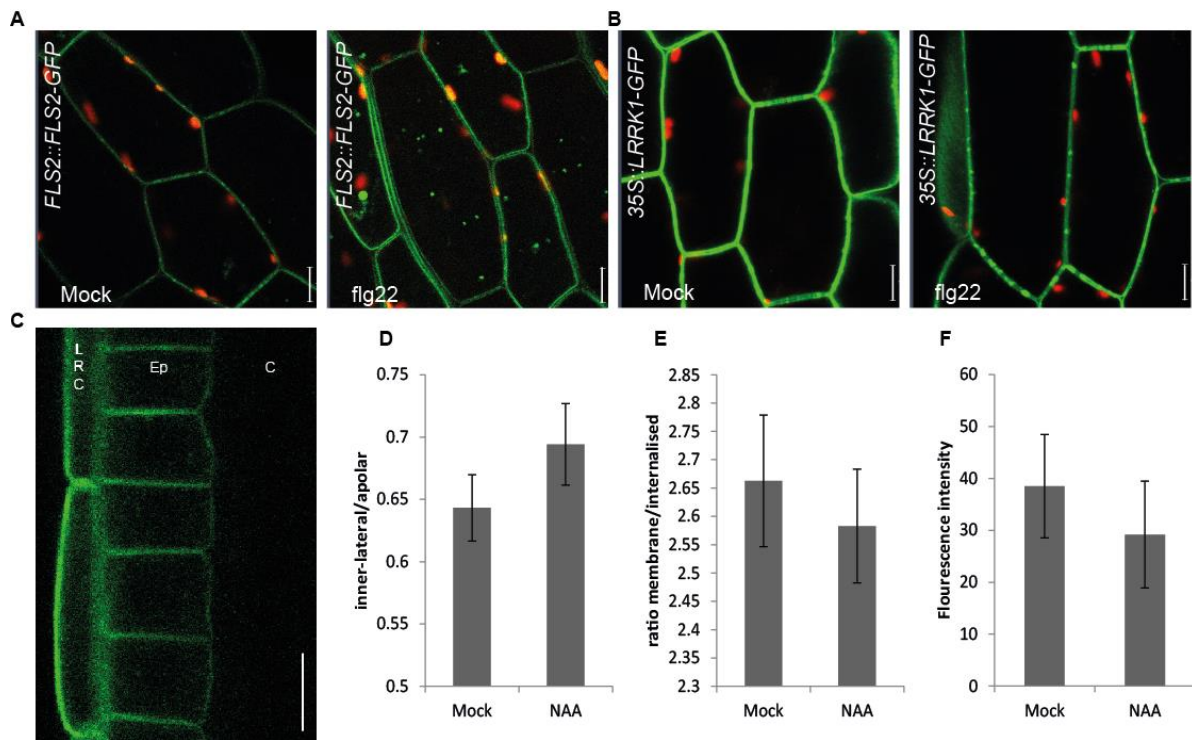 A
FLS2::FLS2-GFP
Mock
FLS2::FLS2-GFP
flg22
B
35S::LRRK1-GFP
Mock
35S::LRRK1-GFP
flg22
C
L
R
C
Ep
C
D
inner-lateral/apolar
0.75
0.7
0.65
0.6
0.55
0.5
Mock NAA
E
ratio membrane/internalised
2.85
2.8
2.75
2.7
2.65
2.6
2.55
2.5
2.45
2.4
2.35
2.3
Mock NAA
F
Flourescence intensity
60
50
40
30
20
10
0
Mock NAA